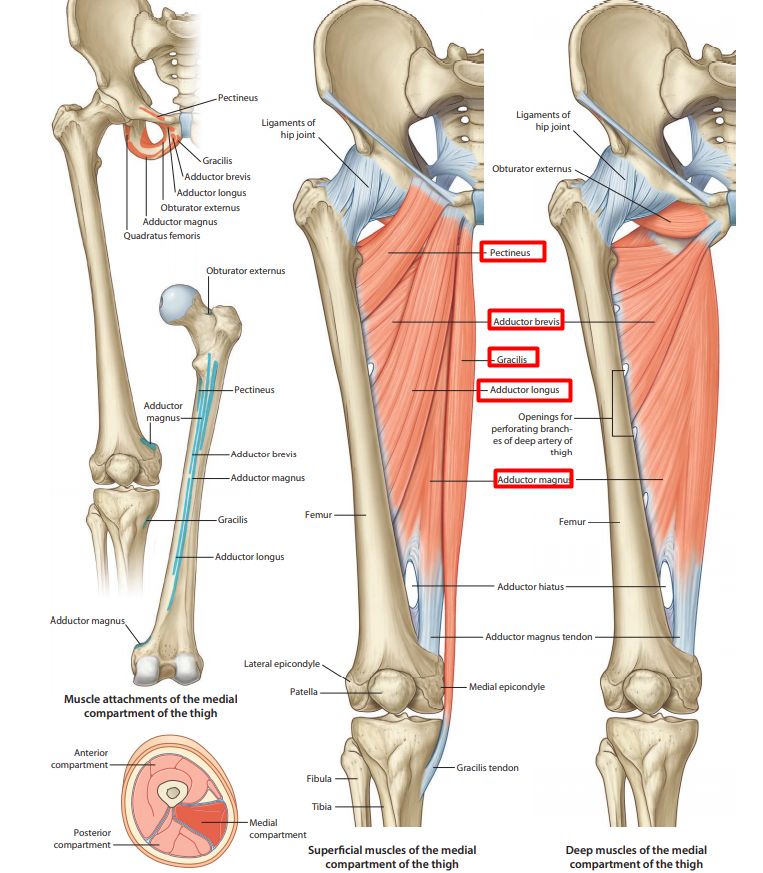 Pectineus
Gracilis
Adductor brevis
Adductor longus
Obturator externus
Adductor magnus
Quadratus femoris
Obturator externus
Pectineus
Adductor
magnus
Adductor brevis
Adductor magnus
Gracilis
Adductor longus
Adductor magnus
Muscle attachments of the medial
compartment of the thigh
Anterior
compartment
Posterior
compartment
Medial
compartment
Ligaments of
hip joint
Pectineus
Adductor brevis
Gracilis
Adductor longus
Openings for
perforating branch-
es of deep artery of
thigh
Adductor magnus
Femur
Adductor hiatus
Adductor magnus tendon
Lateral epicondyle
Patella
Medial epicondyle
Gracilis tendon
Fibula
Tibia
Superficial muscles of the medial
compartment of the thigh
Ligaments of
hip joint
Obturator externus
Femur
Deep muscles of the medial
compartment of the thigh